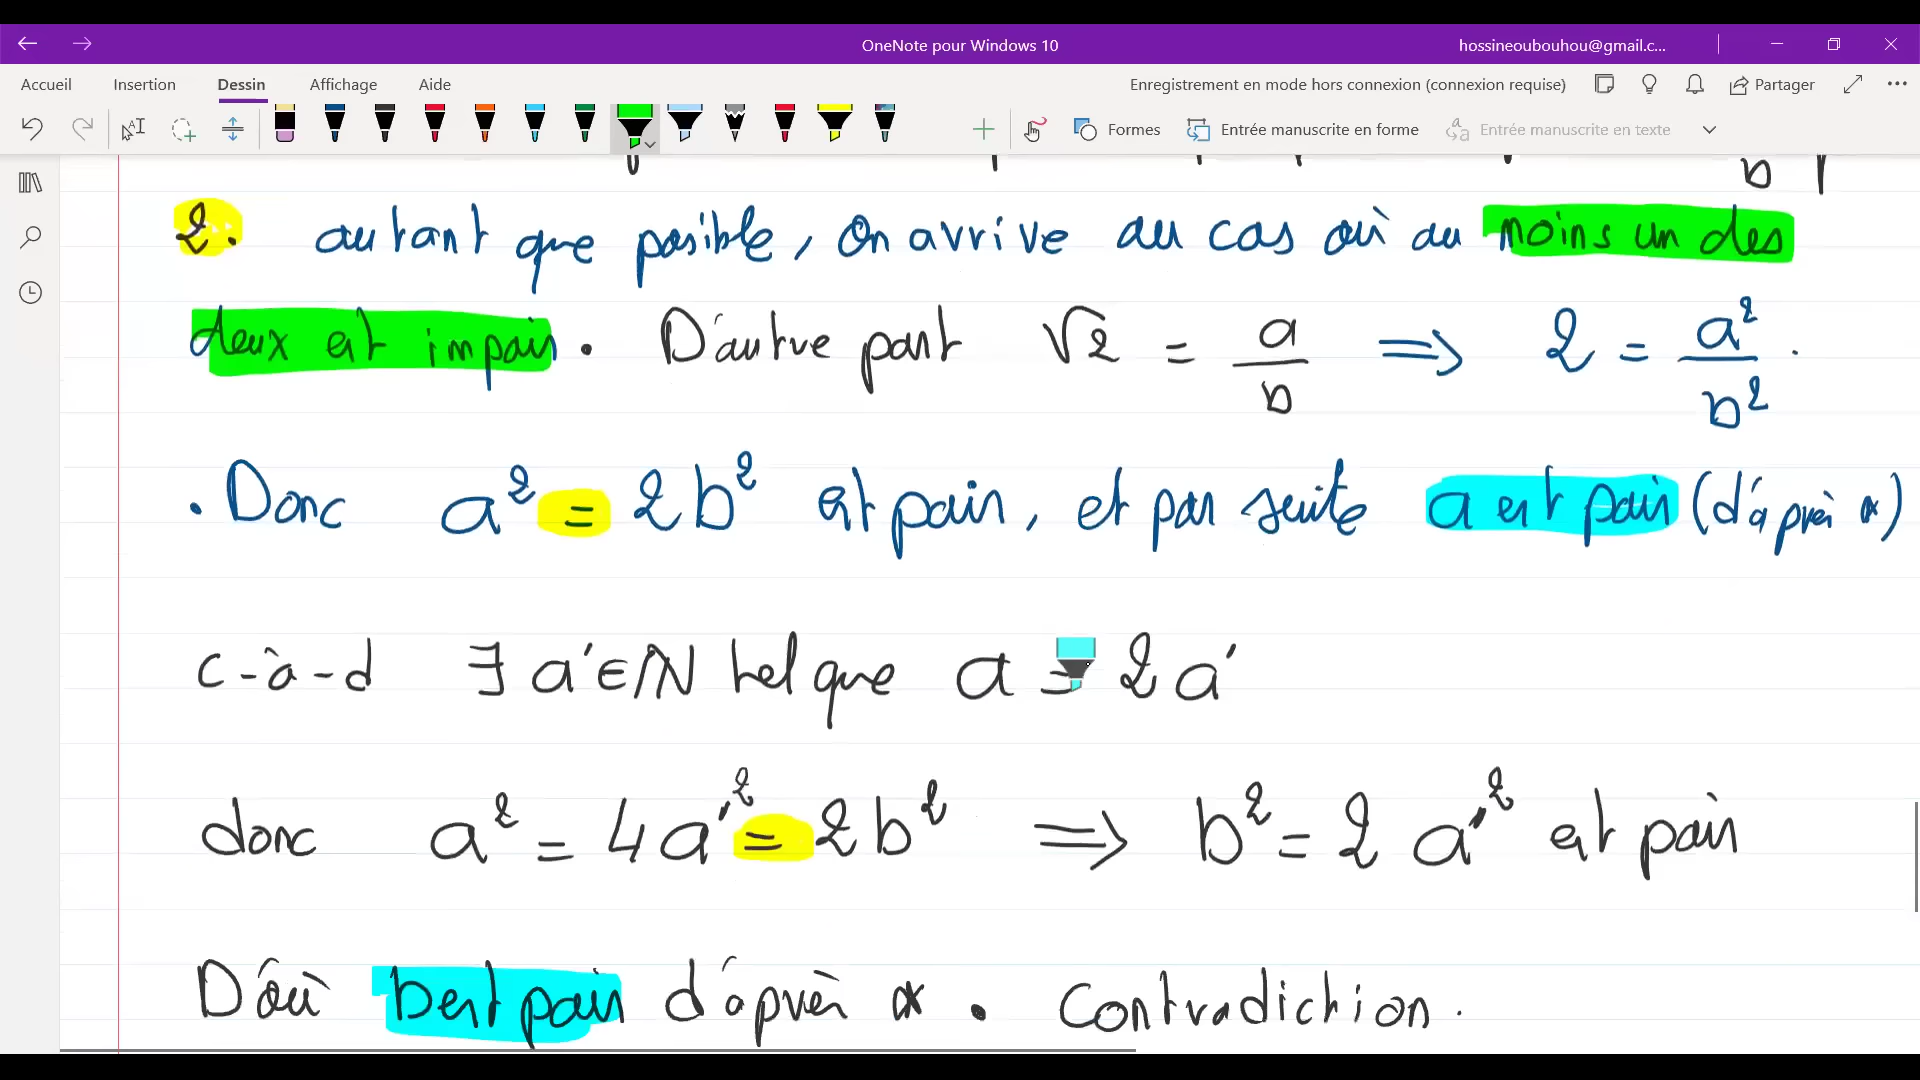 OneNote pour Windows 10
hossineoubouhou@gmail.c...
Accueil Insertion Dessin Affichage Aide
Enregistrement en mode hors connexion (connexion requise)
Partager
Formes
Entrée manuscrite en forme
Entrée manuscrite en texte
b
2. autant que posible, on arrive au cas où au moins un des
deux est impair. D'autre part √2 = a/b ⟹ 2 = a²/b².
. Donc a² = 2b² est pair, et par suite a est pair (d'après *)
c-à-d ∃ a' ∈ ℕ tel que a = 2a'
donc a² = 4a'² = 2b² ⟹ b² = 2 a'² est pair
D'où b est pair d'après *. Contradiction.